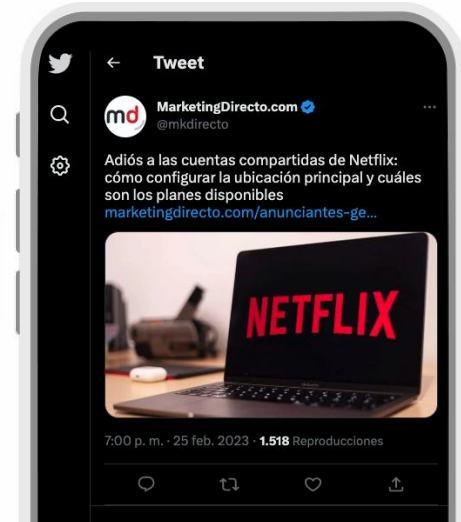 Tweet
md
MarketingDirecto.com
@mkdirecto
Adiós a las cuentas compartidas de Netflix:
cómo configurar la ubicación principal y cuáles
son los planes disponibles
marketingdirecto.com/anunciantes-ge...
NETFLIX
7:00 p. m. · 25 feb. 2023 · 1.518 Reproducciones